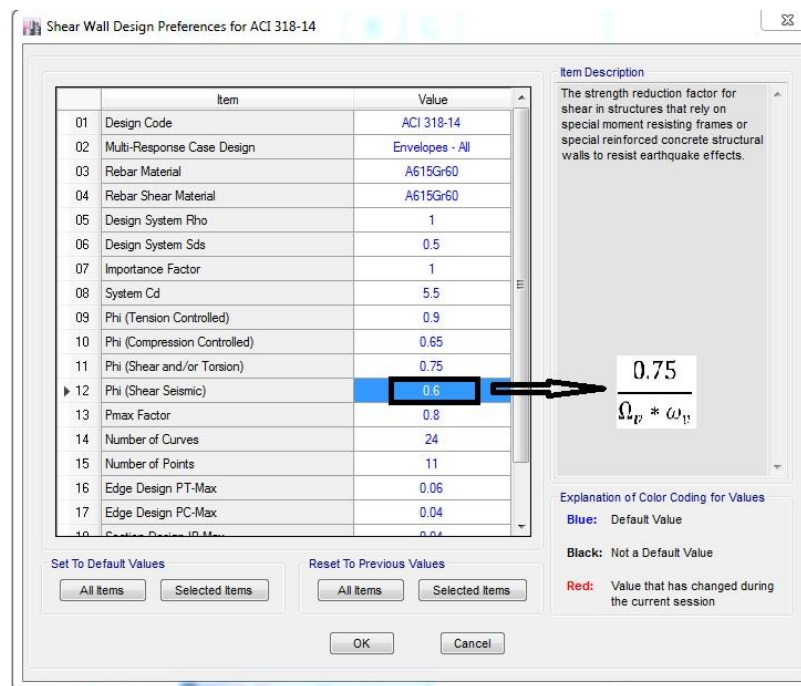 Shear Wall Design Preferences for ACI 318-14
Item Value
01 Design Code ACI 318-14
02 Multi-Response Case Design Envelopes - All
03 Rebar Material A615Gr60
04 Rebar Shear Material A615Gr60
05 Design System Rho 1
06 Design System Sds 0.5
07 Importance Factor 1
08 System Cd 5.5
09 Phi (Tension Controlled) 0.9
10 Phi (Compression Controlled) 0.65
11 Phi (Shear and/or Torsion) 0.75
12 Phi (Shear Seismic) 0.6
13 Pmax Factor 0.8
14 Number of Curves 24
15 Number of Points 11
16 Edge Design PT-Max 0.06
17 Edge Design PC-Max 0.04
Item Description
The strength reduction factor for
shear in structures that rely on
special moment resisting frames or
special reinforced concrete structural
walls to resist earthquake effects.
0.75
Ωᵥ * ωᵥ
Explanation of Color Coding for Values
Blue: Default Value
Black: Not a Default Value
Red: Value that has changed during
the current session
Set To Default Values
All Items Selected Items
Reset To Previous Values
All Items Selected Items
OK Cancel